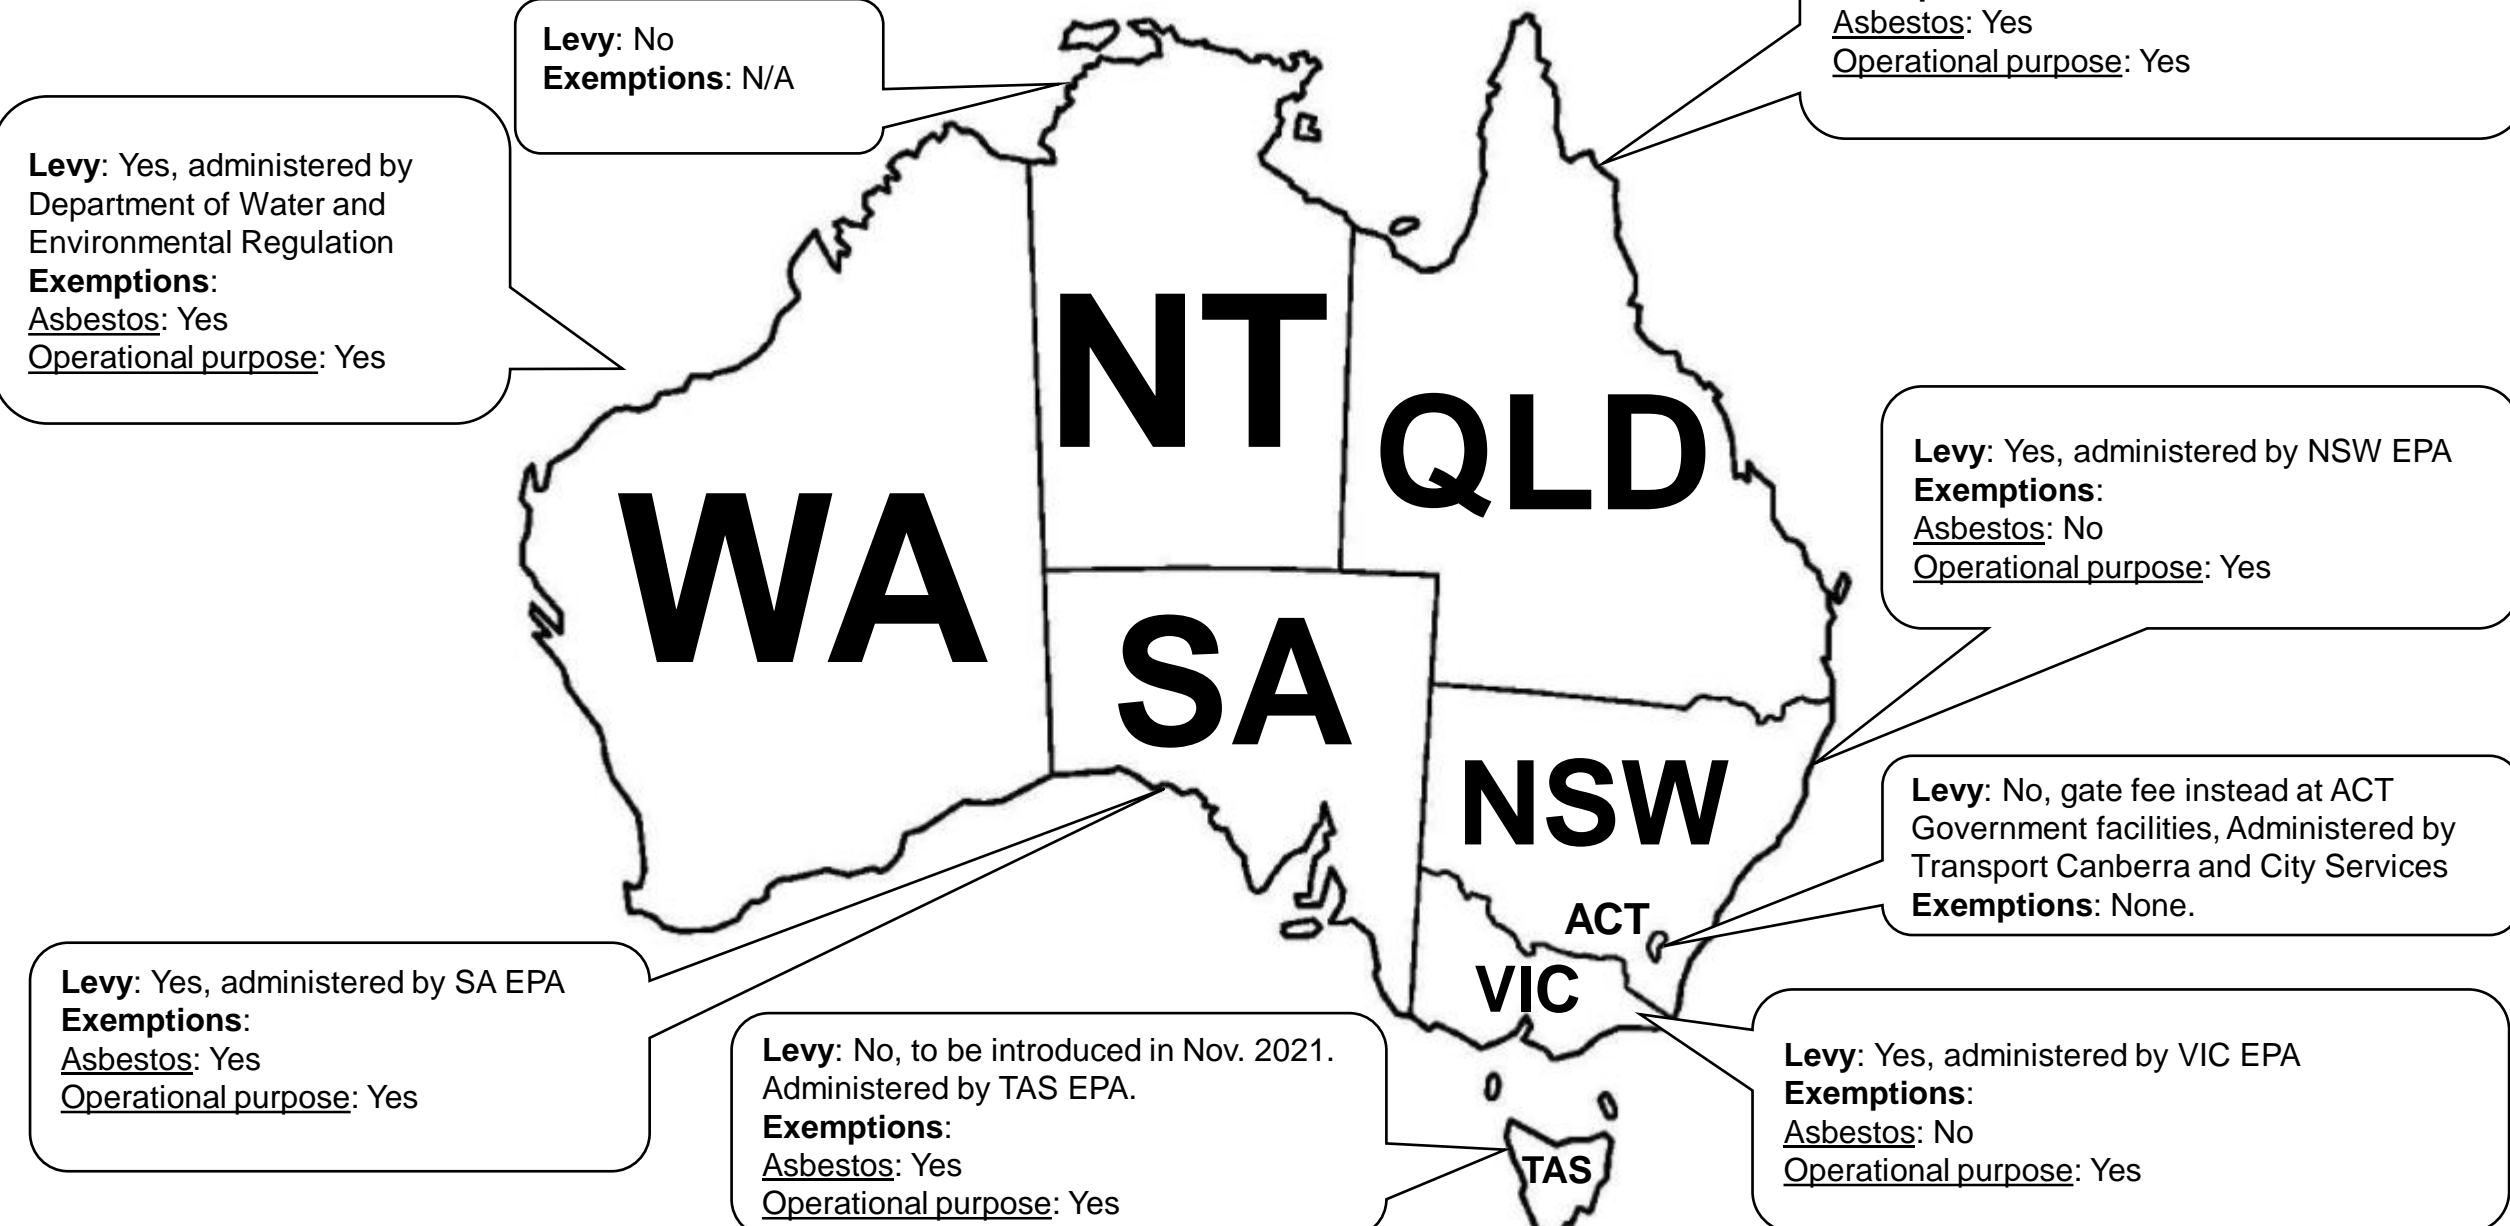 Levy: No
Exemptions: N/A
Asbestos: Yes
Operational purpose: Yes
Levy: Yes, administered by
Department of Water and
Environmental Regulation
Exemptions:
Asbestos: Yes
Operational purpose: Yes
NT
QLD
WA
SA
Levy: Yes, administered by NSW EPA
Exemptions:
Asbestos: No
Operational purpose: Yes
NSW
Levy: No, gate fee instead at ACT
Government facilities, Administered by
Transport Canberra and City Services
Exemptions: None.
ACT
VIC
Levy: Yes, administered by SA EPA
Exemptions:
Asbestos: Yes
Operational purpose: Yes
Levy: No, to be introduced in Nov. 2021.
Administered by TAS EPA.
Exemptions:
Asbestos: Yes
Operational purpose: Yes
Levy: Yes, administered by VIC EPA
Exemptions:
Asbestos: No
Operational purpose: Yes
TAS